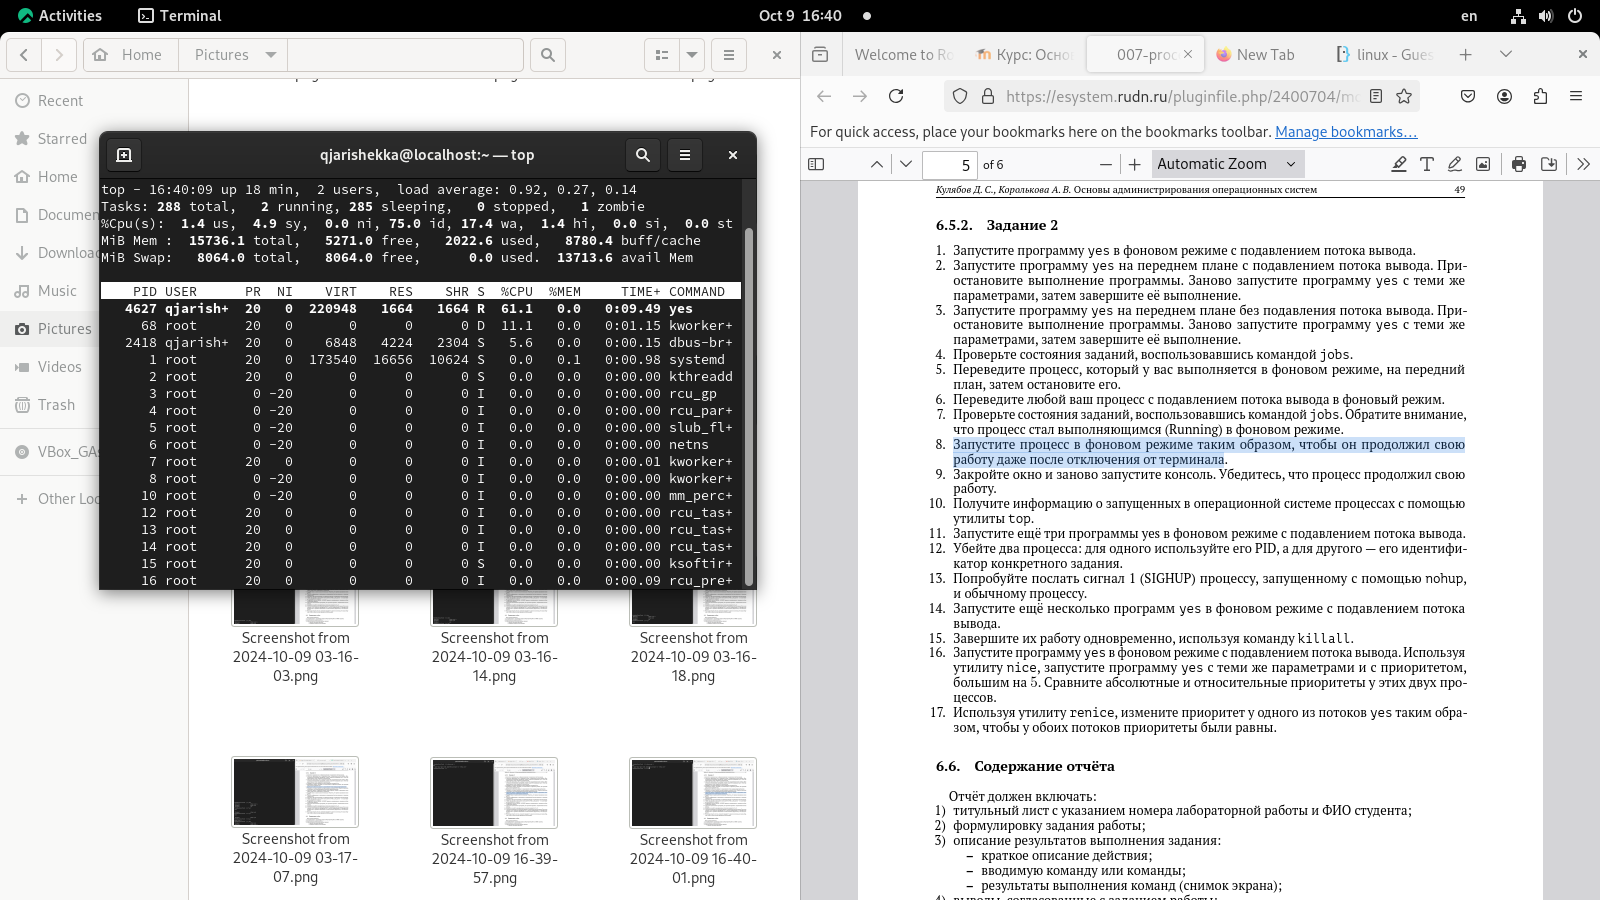 Activities
Terminal
Oct 9 16:40
en
Home
Pictures
Recent
Starred
Home
Music
Pictures
Videos
Trash
qjarishekka@localhost:~ — top
top - 16:40:09 up 18 min, 2 users, load average: 0.92, 0.27, 0.14
Tasks: 288 total, 2 running, 285 sleeping, 0 stopped, 1 zombie
%Cpu(s): 1.4 us, 4.9 sy, 0.0 ni, 75.0 id, 17.4 wa, 1.4 hi, 0.0 si, 0.0 st
MiB Mem : 15736.1 total, 5271.0 free, 2022.6 used, 8780.4 buff/cache
MiB Swap: 8064.0 total, 8064.0 free, 0.0 used. 13713.6 avail Mem
PID USER PR NI VIRT RES SHR S %CPU %MEM TIME+ COMMAND
4627 qjarish+ 20 0 220948 1664 1664 R 61.1 0.0 0:09.49 yes
68 root 20 0 0 0 0 D 11.1 0.0 0:01.15 kworker+
2418 qjarish+ 20 0 6848 4224 2304 S 5.6 0.0 0:00.15 dbus-br+
1 root 20 0 173540 16656 10624 S 0.0 0.1 0:00.98 systemd
2 root 20 0 0 0 0 S 0.0 0.0 0:00.00 kthreadd
3 root 0 -20 0 0 0 I 0.0 0.0 0:00.00 rcu_gp
4 root 0 -20 0 0 0 I 0.0 0.0 0:00.00 rcu_par+
5 root 0 -20 0 0 0 I 0.0 0.0 0:00.00 slub_fl+
6 root 0 -20 0 0 0 I 0.0 0.0 0:00.00 netns
7 root 20 0 0 0 0 I 0.0 0.0 0:00.01 kworker+
8 root 0 -20 0 0 0 I 0.0 0.0 0:00.00 kworker+
10 root 0 -20 0 0 0 I 0.0 0.0 0:00.00 mm_perc+
12 root 20 0 0 0 0 I 0.0 0.0 0:00.00 rcu_tas+
13 root 20 0 0 0 0 I 0.0 0.0 0:00.00 rcu_tas+
14 root 20 0 0 0 0 I 0.0 0.0 0:00.00 rcu_tas+
15 root 20 0 0 0 0 S 0.0 0.0 0:00.00 ksoftir+
16 root 20 0 0 0 0 I 0.0 0.0 0:00.09 rcu_pre+
Screenshot from 2024-10-09 03-16-03.png
Screenshot from 2024-10-09 03-16-14.png
Screenshot from 2024-10-09 03-16-18.png
Screenshot from 2024-10-09 03-17-07.png
Screenshot from 2024-10-09 16-39-57.png
Screenshot from 2024-10-09 16-40-01.png
Welcome to Ro
Курс: Осно
007-proc
New Tab
linux - Gues
https://esystem.rudn.ru/pluginfile.php/2400704/mo
For quick access, place your bookmarks here on the bookmarks toolbar. Manage bookmarks…
5 of 6
Automatic Zoom
Кулябов Д. С., Королькова А. В. Основы администрирования операционных систем 49
6.5.2. Задание 2
1. Запустите программу yes в фоновом режиме с подавлением потока вывода.
2. Запустите программу yes на переднем плане с подавлением потока вывода. При-
остановите выполнение программы. Заново запустите программу yes с теми же
параметрами, затем завершите её выполнение.
3. Запустите программу yes на переднем плане без подавления потока вывода. При-
остановите выполнение программы. Заново запустите программу yes с теми же
параметрами, затем завершите её выполнение.
4. Проверьте состояния заданий, воспользовавшись командой jobs.
5. Переведите процесс, который у вас выполняется в фоновом режиме, на передний
план, затем остановите его.
6. Переведите любой ваш процесс с подавлением потока вывода в фоновый режим.
7. Проверьте состояния заданий, воспользовавшись командой jobs. Обратите внимание,
что процесс стал выполняющимся (Running) в фоновом режиме.
8. Запустите процесс в фоновом режиме таким образом, чтобы он продолжил свою
работу даже после отключения от терминала.
9. Закройте окно и заново запустите консоль. Убедитесь, что процесс продолжил свою
работу.
10. Получите информацию о запущенных в операционной системе процессах с помощью
утилиты top.
11. Запустите ещё три программы yes в фоновом режиме с подавлением потока вывода.
12. Убейте два процесса: для одного используйте его PID, а для другого — его идентифи-
катор конкретного задания.
13. Попробуйте послать сигнал 1 (SIGHUP) процессу, запущенному с помощью nohup,
и обычному процессу.
14. Запустите ещё несколько программ yes в фоновом режиме с подавлением потока
вывода.
15. Завершите их работу одновременно, используя команду killall.
16. Запустите программу yes в фоновом режиме с подавлением потока вывода. Используя
утилиту nice, запустите программу yes с теми же параметрами и с приоритетом,
большим на 5. Сравните абсолютные и относительные приоритеты у этих двух про-
цессов.
17. Используя утилиту renice, измените приоритет у одного из потоков yes таким обра-
зом, чтобы у обоих потоков приоритеты были равны.
6.6. Содержание отчёта
Отчёт должен включать:
1) титульный лист с указанием номера лабораторной работы и ФИО студента;
2) формулировку задания работы;
3) описание результатов выполнения задания:
– краткое описание действия;
– вводимую команду или команды;
– результаты выполнения команд (снимок экрана);